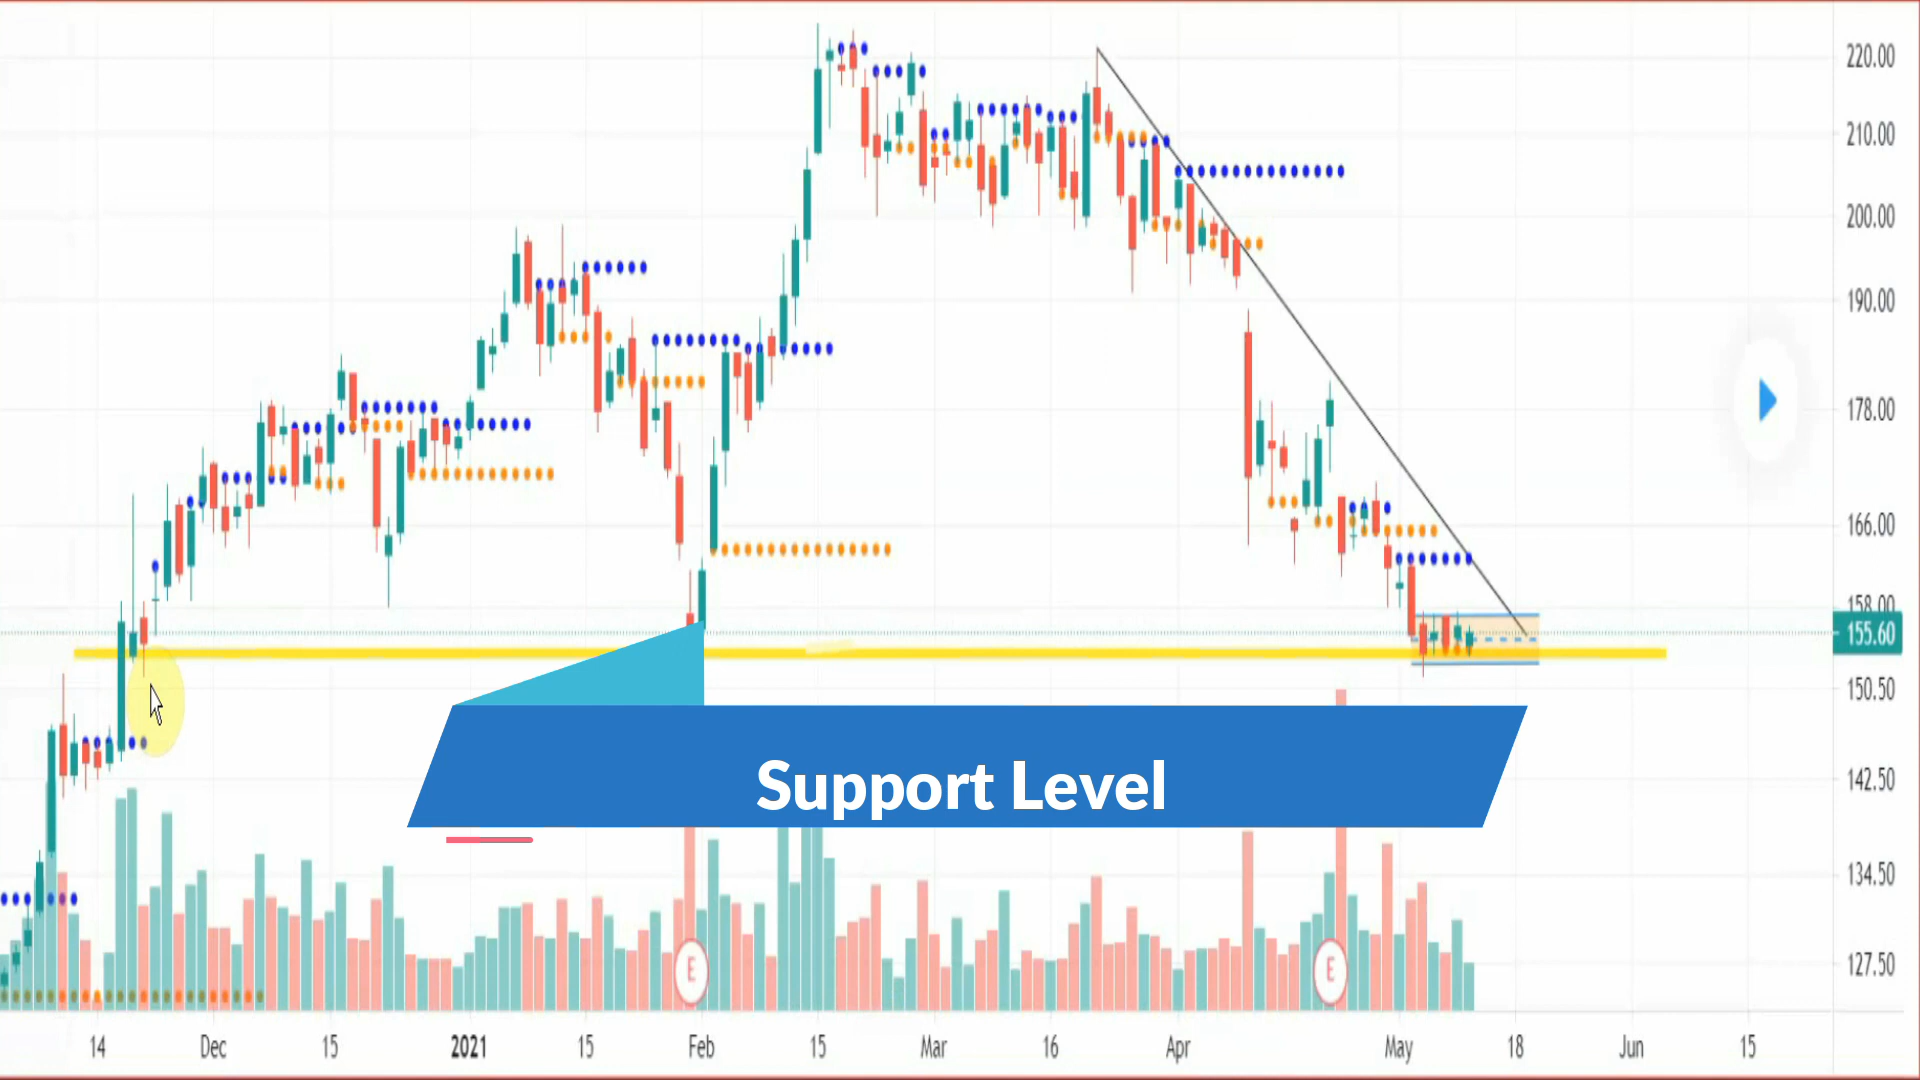 220.00
210.00
200.00
190.00
178.00
166.00
158.00
155.60
150.50
Support Level
142.50
134.50
E
E
127.50
14
Dec
15
2021
15
Feb
15
Mar
16
Apr
May
18
Jun
15